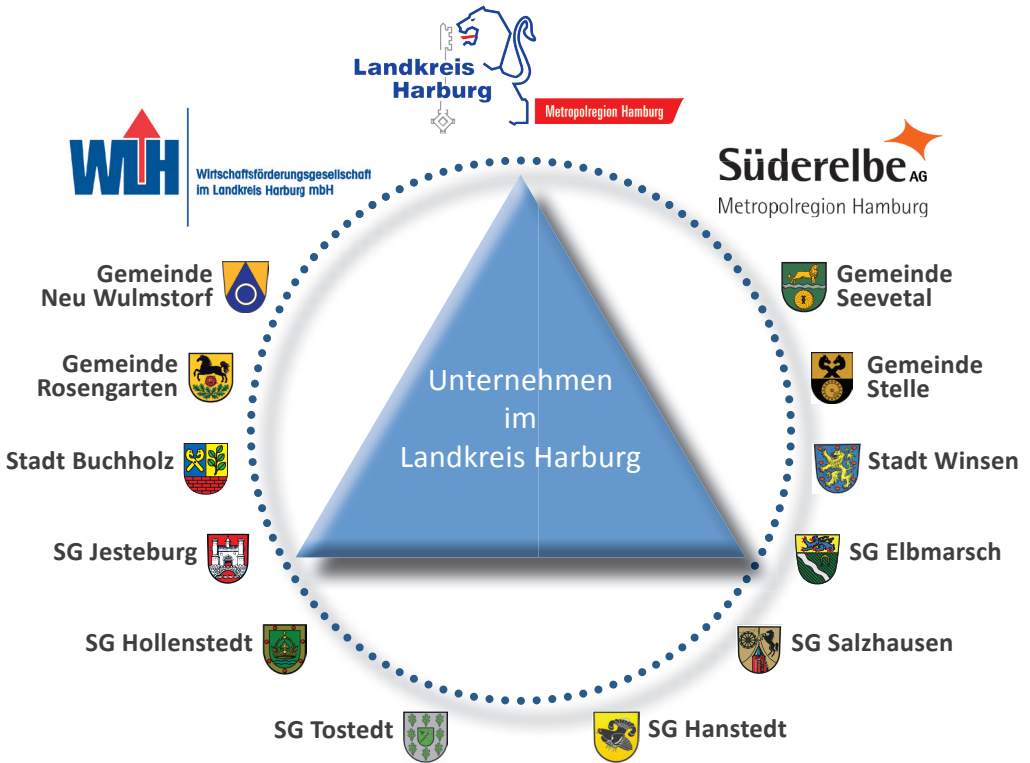 Landkreis
Harburg
Metropolregion Hamburg
WLH
Wirtschaftsförderungsgesellschaft
im Landkreis Harburg mbH
Süderelbe AG
Metropolregion Hamburg
Gemeinde
Neu Wulmstorf
Gemeinde
Seevetal
Gemeinde
Rosengarten
Gemeinde
Stelle
Unternehmen
im
Landkreis Harburg
Stadt Buchholz
Stadt Winsen
SG Jesteburg
SG Elbmarsch
SG Hollenstedt
SG Salzhausen
SG Tostedt
SG Hanstedt